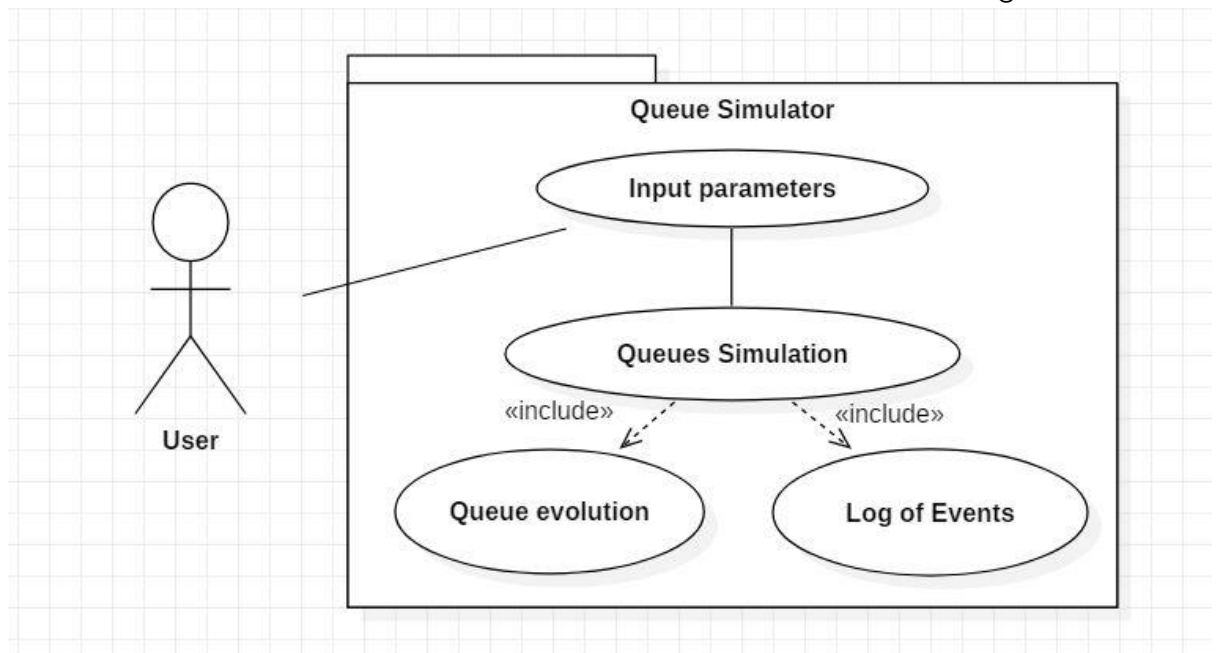 Queue Simulator
Input parameters
Queues Simulation
«include»
«include»
Queue evolution
Log of Events
User